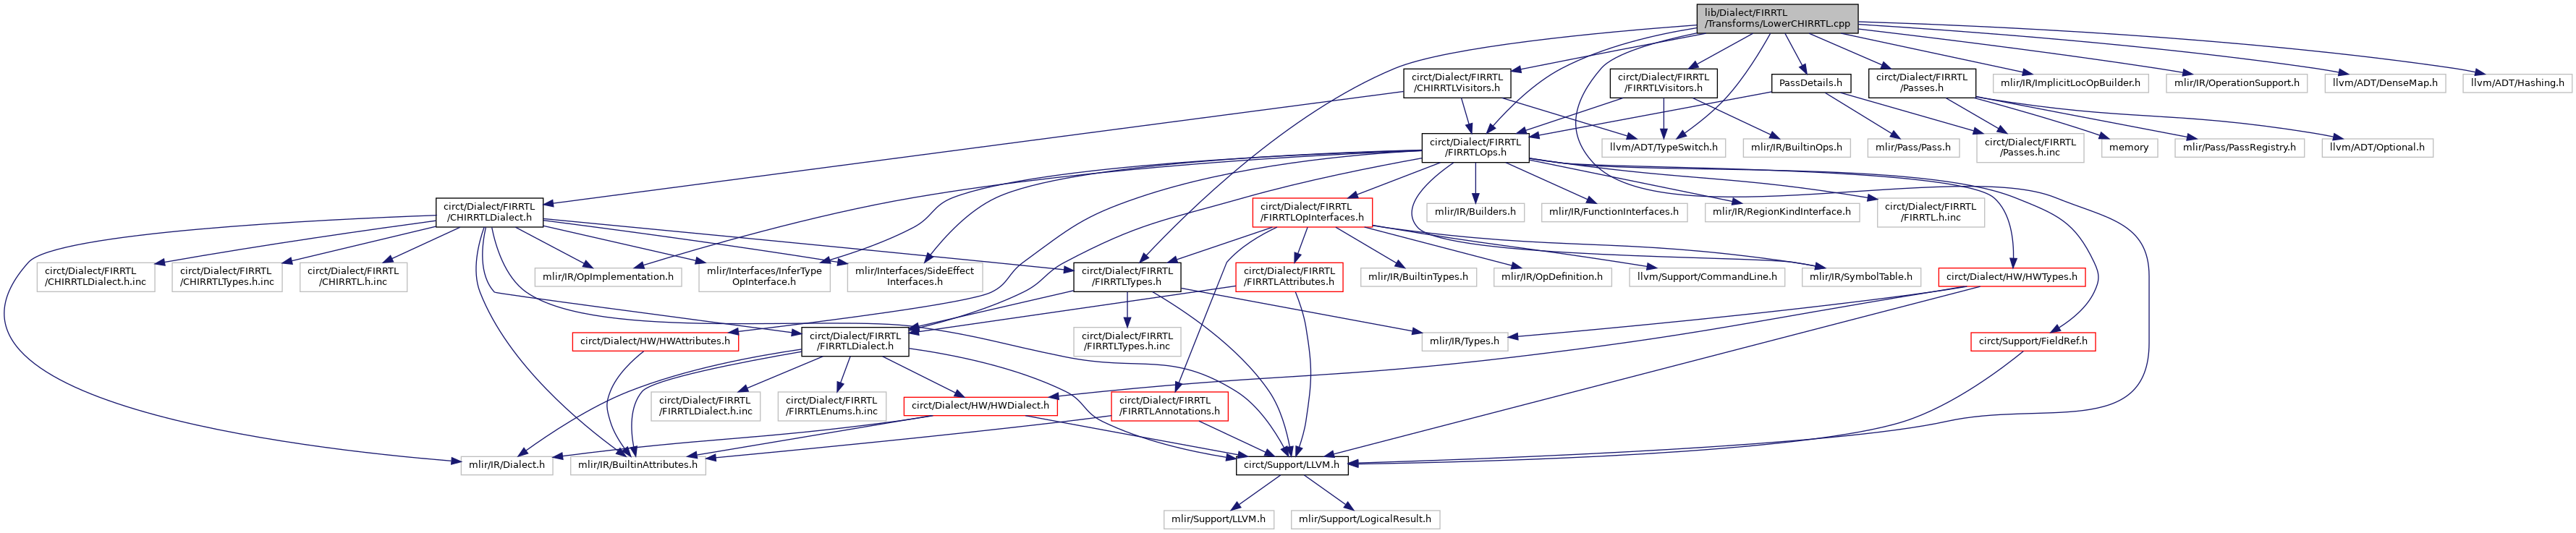 lib/Dialect/FIRRTL
/Transforms/LowerCHIRRTL.cpp
circt/Dialect/FIRRTL
/CHIRRTLVisitors.h
circt/Dialect/FIRRTL
/FIRRTLVisitors.h
PassDetails.h
circt/Dialect/FIRRTL
/Passes.h
mlir/IR/ImplicitLocOpBuilder.h
mlir/IR/OperationSupport.h
llvm/ADT/DenseMap.h
llvm/ADT/Hashing.h
circt/Dialect/FIRRTL
/FIRRTLOps.h
llvm/ADT/TypeSwitch.h
mlir/IR/BuiltinOps.h
mlir/Pass/Pass.h
circt/Dialect/FIRRTL
/Passes.h.inc
memory
mlir/Pass/PassRegistry.h
llvm/ADT/Optional.h
circt/Dialect/FIRRTL
/CHIRRTLDialect.h
circt/Dialect/FIRRTL
/FIRRTLOpInterfaces.h
mlir/IR/Builders.h
mlir/IR/FunctionInterfaces.h
mlir/IR/RegionKindInterface.h
circt/Dialect/FIRRTL
/FIRRTL.h.inc
circt/Dialect/FIRRTL
/CHIRRTLDialect.h.inc
circt/Dialect/FIRRTL
/CHIRRTLTypes.h.inc
circt/Dialect/FIRRTL
/CHIRRTL.h.inc
mlir/IR/OpImplementation.h
mlir/Interfaces/InferType
OpInterface.h
mlir/Interfaces/SideEffect
Interfaces.h
circt/Dialect/FIRRTL
/FIRRTLTypes.h
circt/Dialect/FIRRTL
/FIRRTLAttributes.h
mlir/IR/BuiltinTypes.h
mlir/IR/OpDefinition.h
llvm/Support/CommandLine.h
mlir/IR/SymbolTable.h
circt/Dialect/HW/HWTypes.h
circt/Dialect/HW/HWAttributes.h
circt/Dialect/FIRRTL
/FIRRTLDialect.h
circt/Dialect/FIRRTL
/FIRRTLTypes.h.inc
mlir/IR/Types.h
circt/Support/FieldRef.h
circt/Dialect/FIRRTL
/FIRRTLDialect.h.inc
circt/Dialect/FIRRTL
/FIRRTLEnums.h.inc
circt/Dialect/HW/HWDialect.h
circt/Dialect/FIRRTL
/FIRRTLAnnotations.h
mlir/IR/Dialect.h
mlir/IR/BuiltinAttributes.h
circt/Support/LLVM.h
mlir/Support/LLVM.h
mlir/Support/LogicalResult.h